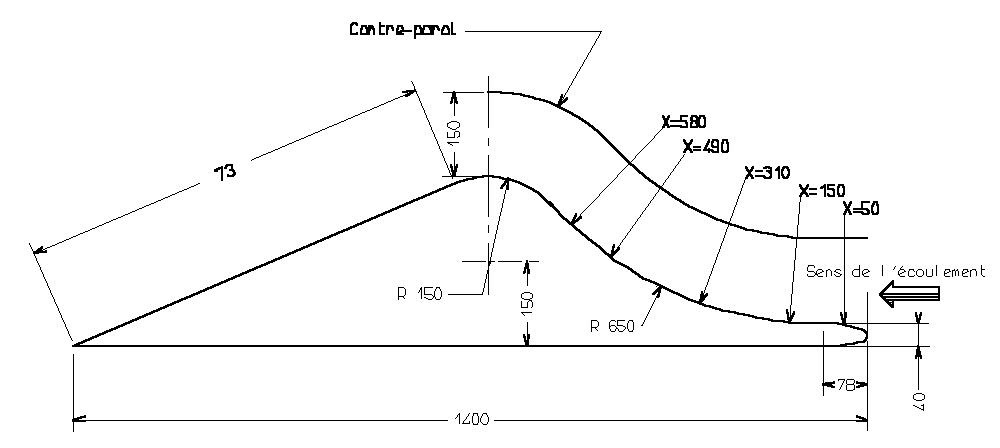 Contre-paroi
X=580
X=490
X=310
X=150
X=50
150
73
Sens de l'écoulement
R 150
150
R 650
78
40
1400